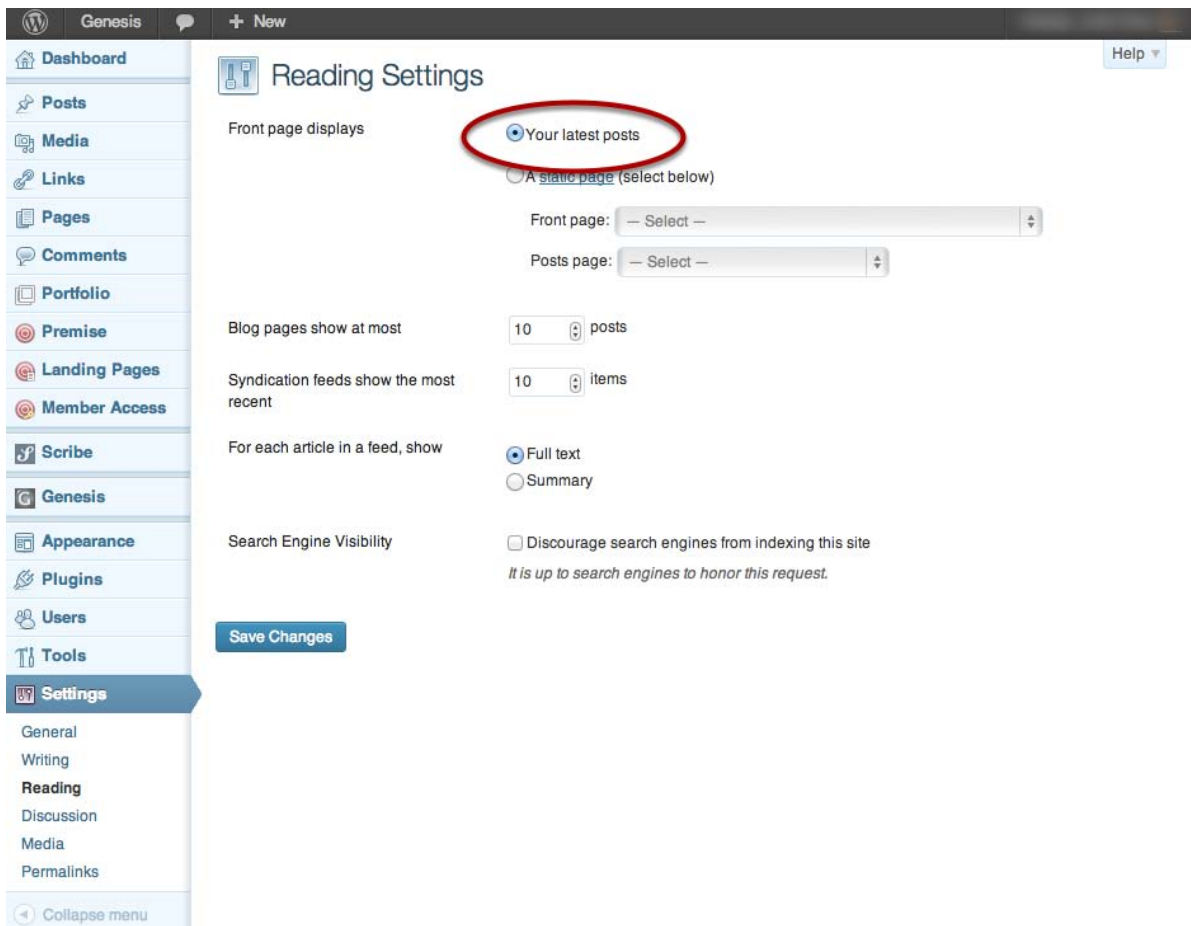 Genesis
+ New
Help
Dashboard
Posts
Media
Links
Pages
Comments
Portfolio
Premise
Landing Pages
Member Access
Scribe
Genesis
Appearance
Plugins
Users
Tools
Settings
General
Writing
Reading
Discussion
Media
Permalinks
Collapse menu
Reading Settings
Front page displays
Your latest posts
A static page (select below)
Front page: — Select —
Posts page: — Select —
Blog pages show at most 10 posts
Syndication feeds show the most
recent
10 items
For each article in a feed, show
Full text
Summary
Search Engine Visibility
Discourage search engines from indexing this site
It is up to search engines to honor this request.
Save Changes